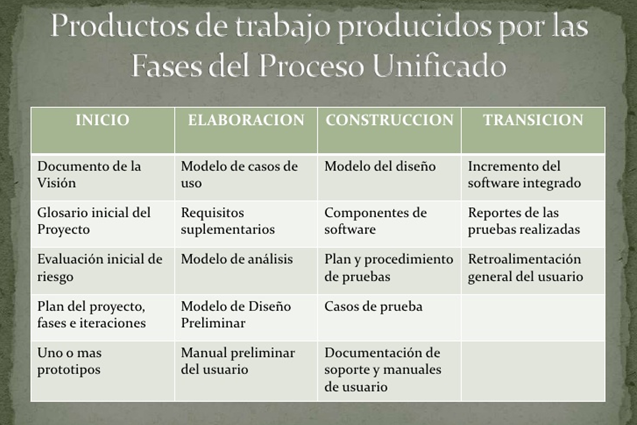 Productos de trabajo producidos por las
Fases del Proceso Unificado
INICIO ELABORACION CONSTRUCCION TRANSICION
Documento de la
Visión
Modelo de casos de
uso
Modelo del diseño
Incremento del
software integrado
Glosario inicial del
Proyecto
Requisitos
suplementarios
Componentes de
software
Reportes de las
pruebas realizadas
Evaluación inicial de
riesgo
Modelo de análisis
Plan y procedimiento
de pruebas
Retroalimentación
general del usuario
Plan del proyecto,
fases e iteraciones
Modelo de Diseño
Preliminar
Casos de prueba
Uno o mas
prototipos
Manual preliminar
del usuario
Documentación de
soporte y manuales
de usuario